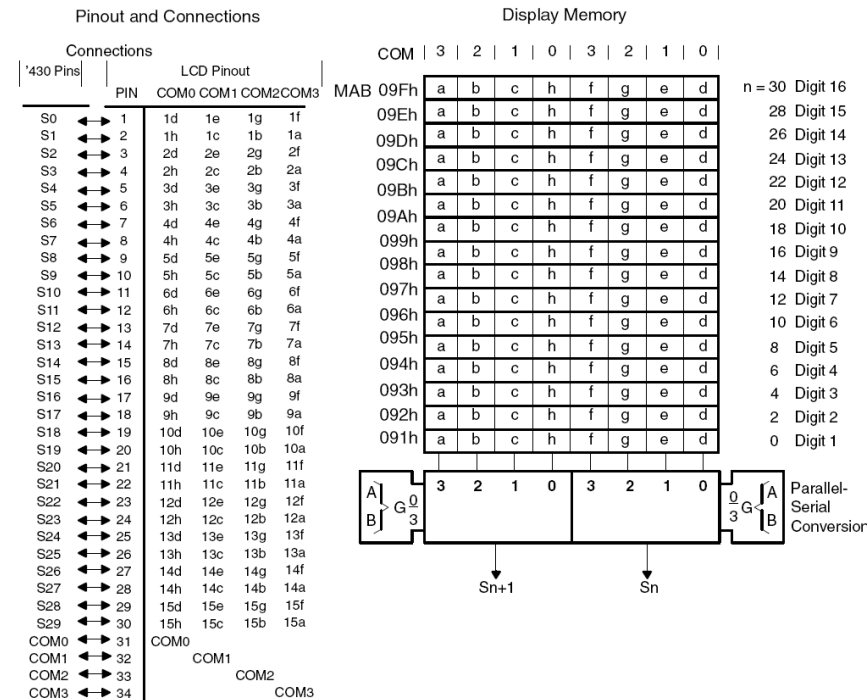 Pinout and Connections
Connections
'430 Pins LCD Pinout
PIN COM0 COM1 COM2 COM3
S0 1 1d 1e 1g 1f
S1 2 1h 1c 1b 1a
S2 3 2d 2e 2g 2f
S3 4 2h 2c 2b 2a
S4 5 3d 3e 3g 3f
S5 6 3h 3c 3b 3a
S6 7 4d 4e 4g 4f
S7 8 4h 4c 4b 4a
S8 9 5d 5e 5g 5f
S9 10 5h 5c 5b 5a
S10 11 6d 6e 6g 6f
S11 12 6h 6c 6b 6a
S12 13 7d 7e 7g 7f
S13 14 7h 7c 7b 7a
S14 15 8d 8e 8g 8f
S15 16 8h 8c 8b 8a
S16 17 9d 9e 9g 9f
S17 18 9h 9c 9b 9a
S18 19 10d 10e 10g 10f
S19 20 10h 10c 10b 10a
S20 21 11d 11e 11g 11f
S21 22 11h 11c 11b 11a
S22 23 12d 12e 12g 12f
S23 24 12h 12c 12b 12a
S24 25 13d 13e 13g 13f
S25 26 13h 13c 13b 13a
S26 27 14d 14e 14g 14f
S27 28 14h 14c 14b 14a
S28 29 15d 15e 15g 15f
S29 30 15h 15c 15b 15a
COM0 31 COM0
COM1 32 COM1
COM2 33 COM2
COM3 34 COM3
Display Memory
COM 3 2 1 0 3 2 1 0
MAB 09Fh
09Eh
09Dh
09Ch
09Bh
09Ah
099h
098h
097h
096h
095h
094h
093h
092h
091h
a b c h f g e d n = 30 Digit 16
a b c h f g e d 28 Digit 15
a b c h f g e d 26 Digit 14
a b c h f g e d 24 Digit 13
a b c h f g e d 22 Digit 12
a b c h f g e d 20 Digit 11
a b c h f g e d 18 Digit 10
a b c h f g e d 16 Digit 9
a b c h f g e d 14 Digit 8
a b c h f g e d 12 Digit 7
a b c h f g e d 10 Digit 6
a b c h f g e d 8 Digit 5
a b c h f g e d 6 Digit 4
a b c h f g e d 4 Digit 3
a b c h f g e d 2 Digit 2
a b c h f g e d 0 Digit 1
A B G 0 3
3 2 1 0 3 2 1 0
0 3 G A B
Parallel-
Serial
Conversion
Sn+1 Sn